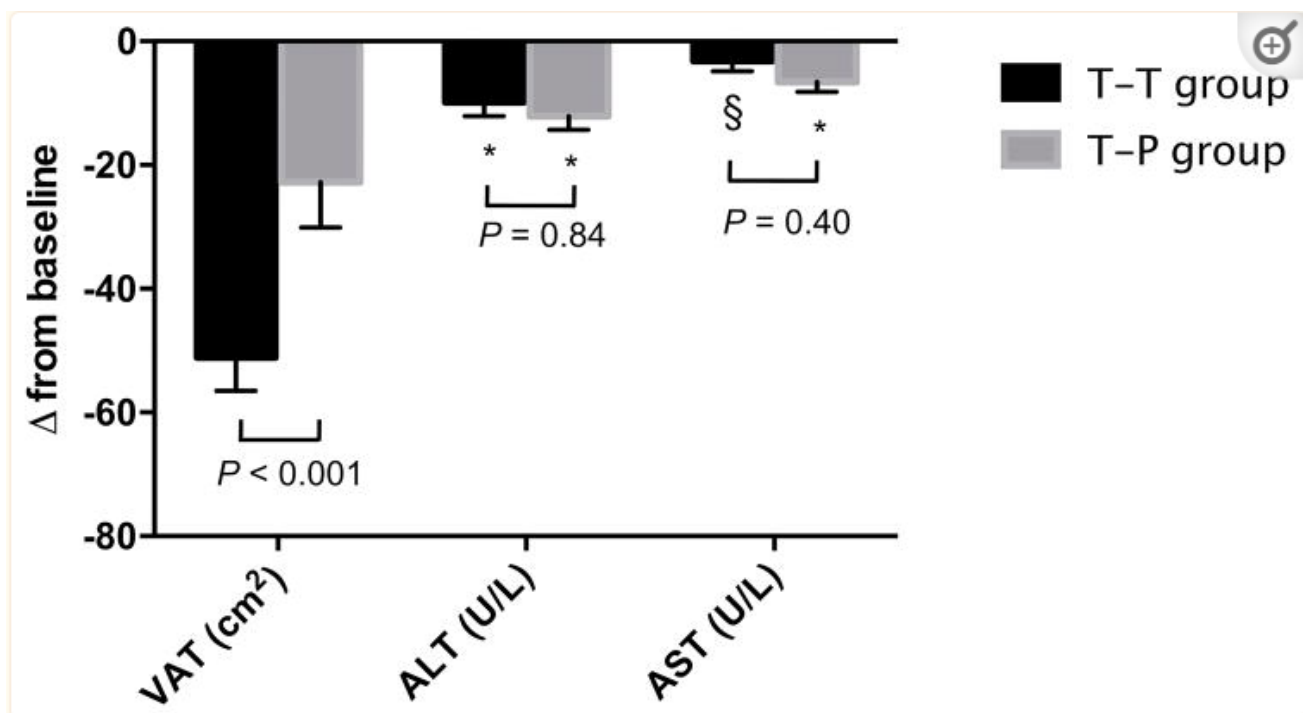 0
-20
-40
-60
-80
Δ from baseline
T–T group
T–P group
§
*
*
*
P = 0.84
P = 0.40
P < 0.001
VAT (cm²)
ALT (U/L)
AST (U/L)